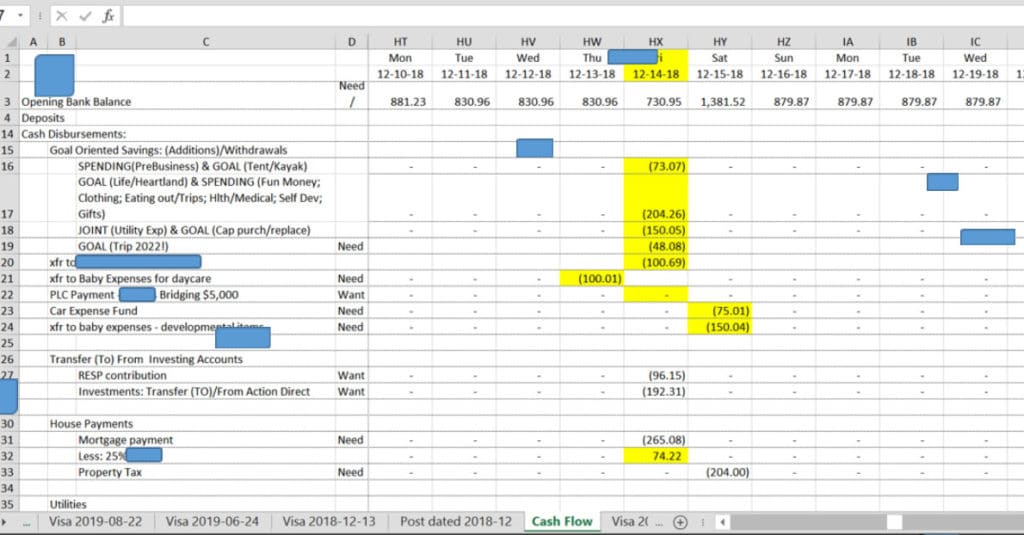 7 fx
A B C D HT HU HV HW HX HY HZ IA IB IC
1 Mon Tue Wed Thu Sat Sun Mon Tue Wed
2 12-10-18 12-11-18 12-12-18 12-13-18 12-14-18 12-15-18 12-16-18 12-17-18 12-18-18 12-19-18
Need
3 Opening Bank Balance / 881.23 830.96 830.96 830.96 730.95 1,381.52 879.87 879.87 879.87 879.87
4 Deposits
14 Cash Disbursements:
15 Goal Oriented Savings: (Additions)/Withdrawals
16 SPENDING(PreBusiness) & GOAL (Tent/Kayak) - - - - (73.07) - - - - -
GOAL (Life/Heartland) & SPENDING (Fun Money;
Clothing; Eating out/Trips; Hlth/Medical; Self Dev;
17 Gifts) - - - - (204.26) - - - - -
18 JOINT (Utility Exp) & GOAL (Cap purch/replace) - - - - (150.05) - - - - -
19 GOAL (Trip 2022!) Need (48.08)
20 xfr to (100.69)
21 xfr to Baby Expenses for daycare Need - - - (100.01) - - - - - -
22 PLC Payment - Bridging $5,000 Want - - - - - - - - - -
23 Car Expense Fund Need - - - - - (75.01) - - - -
24 xfr to baby expenses - developmental items Need - - - - - (150.04) - - - -
25
26 Transfer (To) From Investing Accounts
27 RESP contribution Want - - - - (96.15) - - - - -
Investments: Transfer (TO)/From Action Direct Want - - - - (192.31) - - - - -
30 House Payments
31 Mortgage payment Need - - - - (265.08) - - - - -
32 Less: 25% - - - - 74.22 - - - - -
33 Property Tax Need - - - - - (204.00) - - - -
34
35 Utilities
... Visa 2019-08-22 Visa 2019-06-24 Visa 2018-12-13 Post dated 2018-12 Cash Flow Visa 20 ...